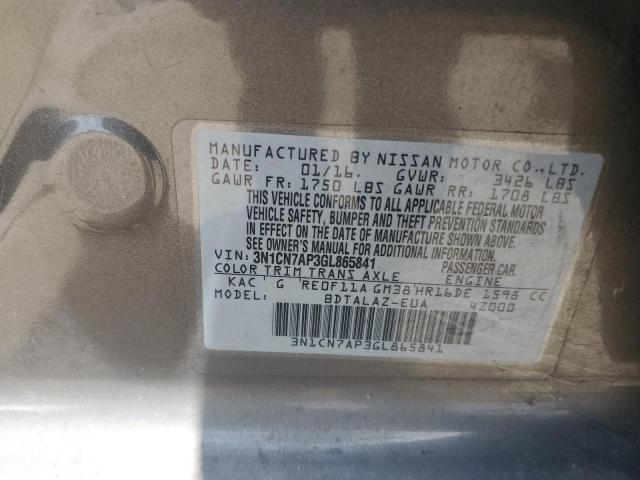 MANUFACTURED BY NISSAN MOTOR CO.,LTD.
DATE: 01/16. GVWR: 3426 LBS
GAWR FR: 1750 LBS GAWR RR: 1708 LBS
THIS VEHICLE CONFORMS TO ALL APPLICABLE FEDERAL MOTOR
VEHICLE SAFETY, BUMPER AND THEFT PREVENTION STANDARDS
IN EFFECT ON THE DATE OF MANUFACTURE SHOWN ABOVE.
SEE OWNER'S MANUAL FOR ADDITIONAL INFORMATION
VIN: 3N1CN7AP3GL865841 PASSENGER CAR.
COLOR TRIM TRANS AXLE ENGINE
KAC ' G ' RE0F11A GM38'HR16DE 1598 CC
MODEL: BDTALAZ-EUA 4Z000
3N1CN7AP3GL865841